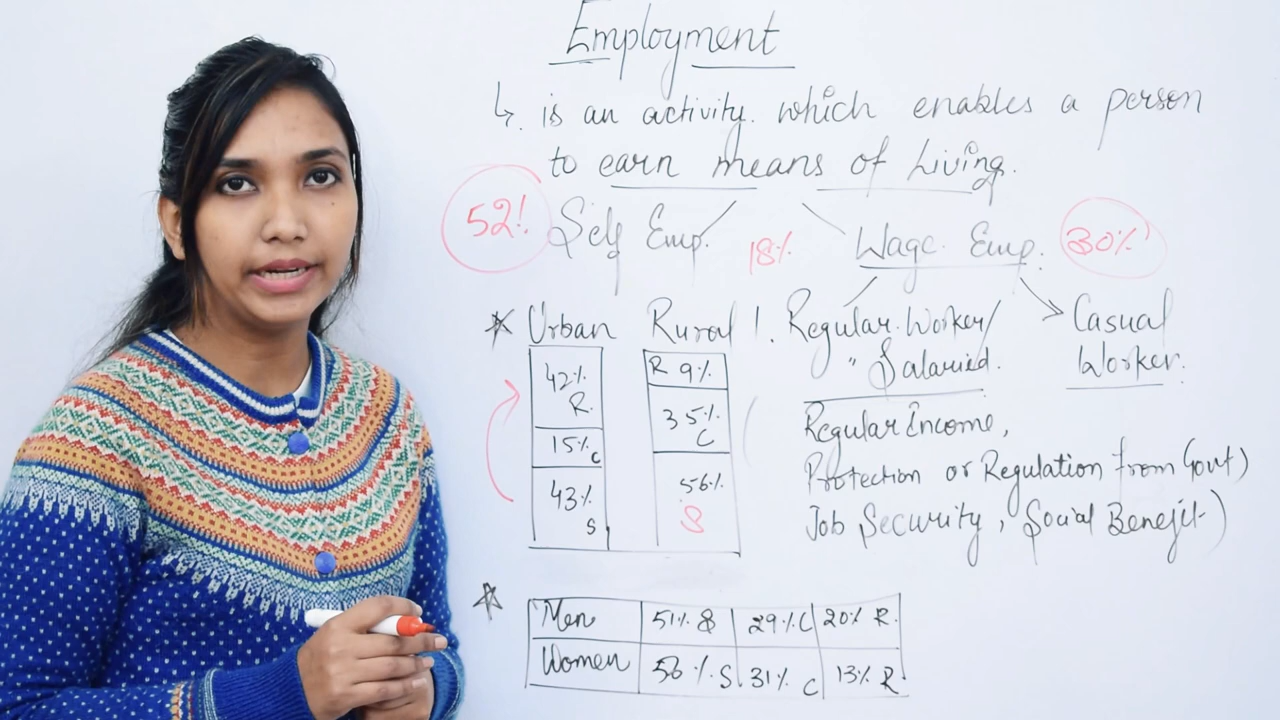 Employment
↳ is an activity. which enables a person
to earn means of Living.
52% Self Emp. 18% Wage Emp. 30%
* Urban Rural
42% R.
15% C
43% S
R 9%
35% C
56% S
Regular Worker/
" Salaried.
Casual
Worker.
Regular Income,
Protection or Regulation from Govt)
Job Security, Social Benefit)
* Men 51% S 29% C 20% R.
Women 56%. S 31% C 13% R